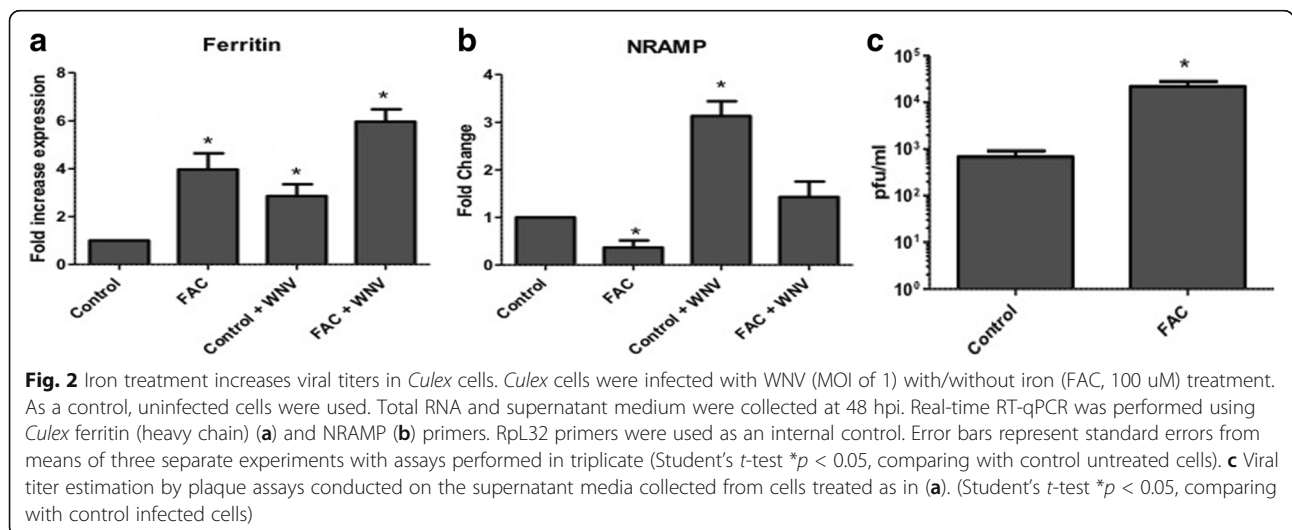 a
Ferritin
Fold increase expression
8
6
4
2
0
*
*
*
Control
FAC
Control + WNV
FAC + WNV
b
NRAMP
Fold Change
4
3
2
1
0
*
*
Control
FAC
Control + WNV
FAC + WNV
c
pfu/ml
10⁵
10⁴
10³
10²
10¹
10⁰
*
Control
FAC
Fig. 2 Iron treatment increases viral titers in Culex cells. Culex cells were infected with WNV (MOI of 1) with/without iron (FAC, 100 uM) treatment.
As a control, uninfected cells were used. Total RNA and supernatant medium were collected at 48 hpi. Real-time RT-qPCR was performed using
Culex ferritin (heavy chain) (a) and NRAMP (b) primers. RpL32 primers were used as an internal control. Error bars represent standard errors from
means of three separate experiments with assays performed in triplicate (Student's t-test *p < 0.05, comparing with control untreated cells). c Viral
titer estimation by plaque assays conducted on the supernatant media collected from cells treated as in (a). (Student's t-test *p < 0.05, comparing
with control infected cells)